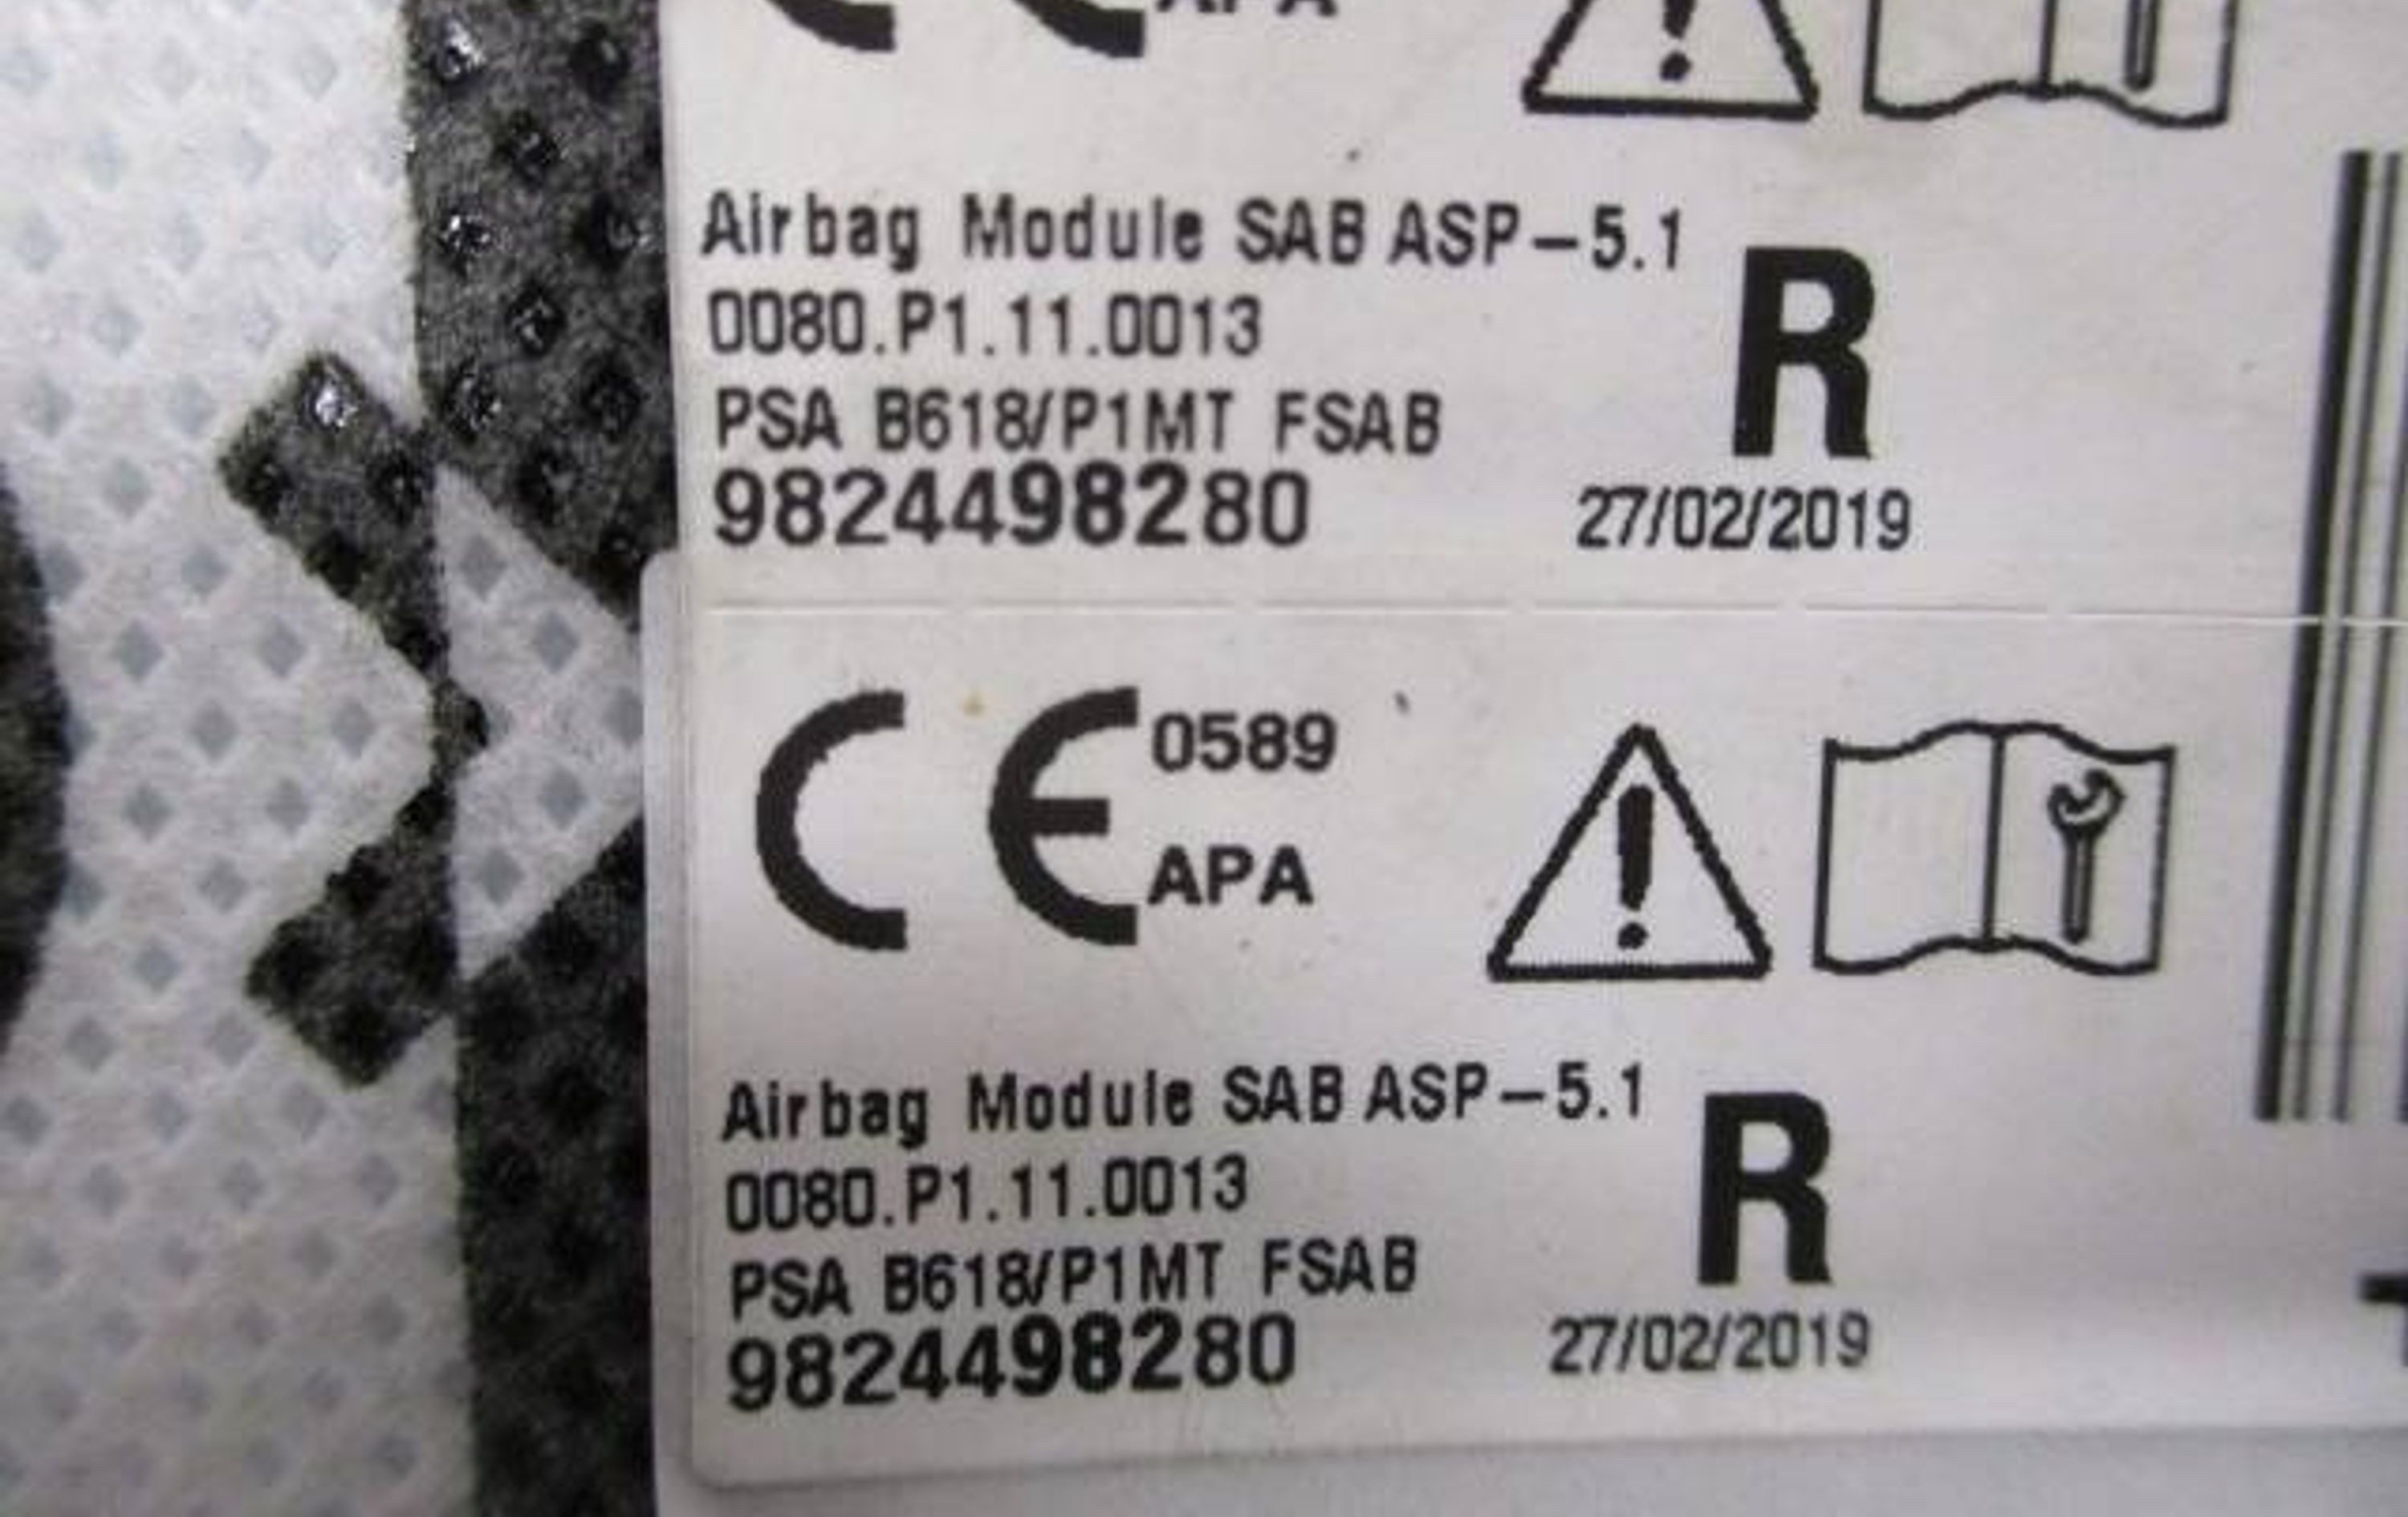 APA
Airbag Module SAB ASP-5.1
R
0080.P1.11.0013
PSA B618/P1MT FSAB
9824498280
27/02/2019
CE 0589
APA
Airbag Module SAB ASP-5.1
R
0080.P1.11.0013
PSA B618/P1MT FSAB
9824498280
27/02/2019